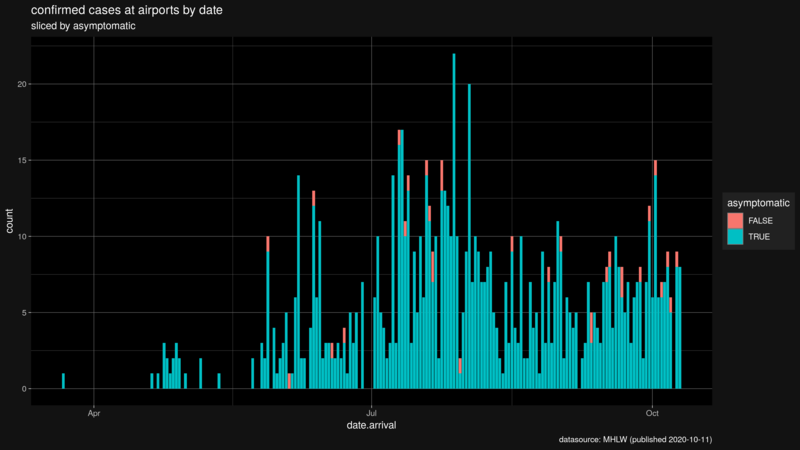 confirmed cases at airports by date
sliced by asymptomatic
count
20
15
10
5
0
Apr
Jul
Oct
date.arrival
asymptomatic
FALSE
TRUE
datasource: MHLW (published 2020-10-11)